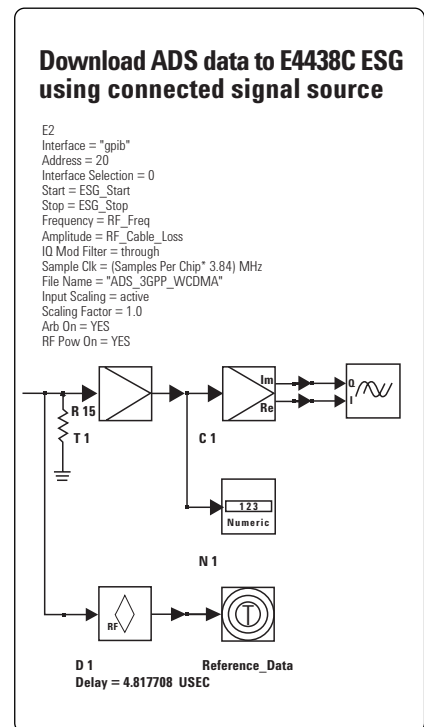 Download ADS data to E4438C ESG
using connected signal source
E2
Interface = "gpib"
Address = 20
Interface Selection = 0
Start = ESG_Start
Stop = ESG_Stop
Frequency = RF_Freq
Amplitude = RF_Cable_Loss
IQ Mod Filter = through
Sample Clk = (Samples Per Chip* 3.84) MHz
File Name = "ADS_3GPP_WCDMA"
Input Scaling = active
Scaling Factor = 1.0
Arb On = YES
RF Pow On = YES
Im
Q
R 15
Re
I
T 1
C 1
1 2 3
Numeric
N 1
RF
T
D 1
Reference_Data
Delay = 4.817708 USEC